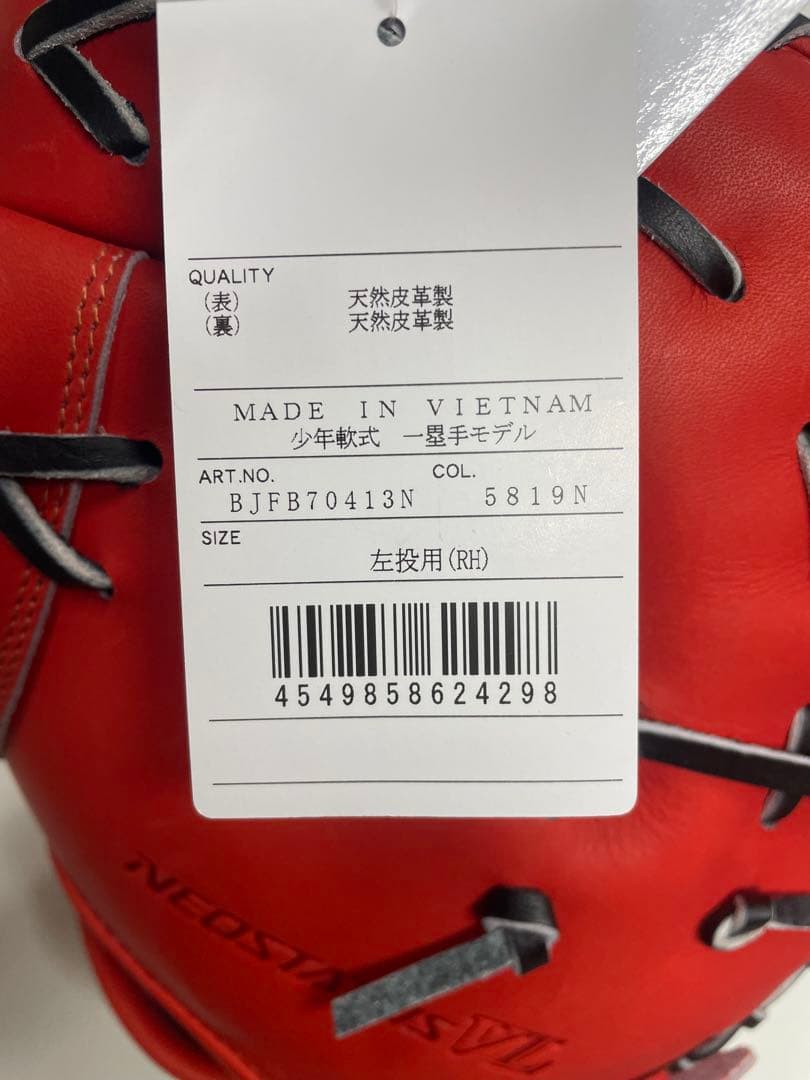 QUALITY
(表) 天然皮革製
(裏) 天然皮革製
MADE IN VIETNAM
少年軟式 一塁手モデル
ART.NO. COL.
BJFB70413N 5819N
SIZE
左投用(RH)
4549858624298